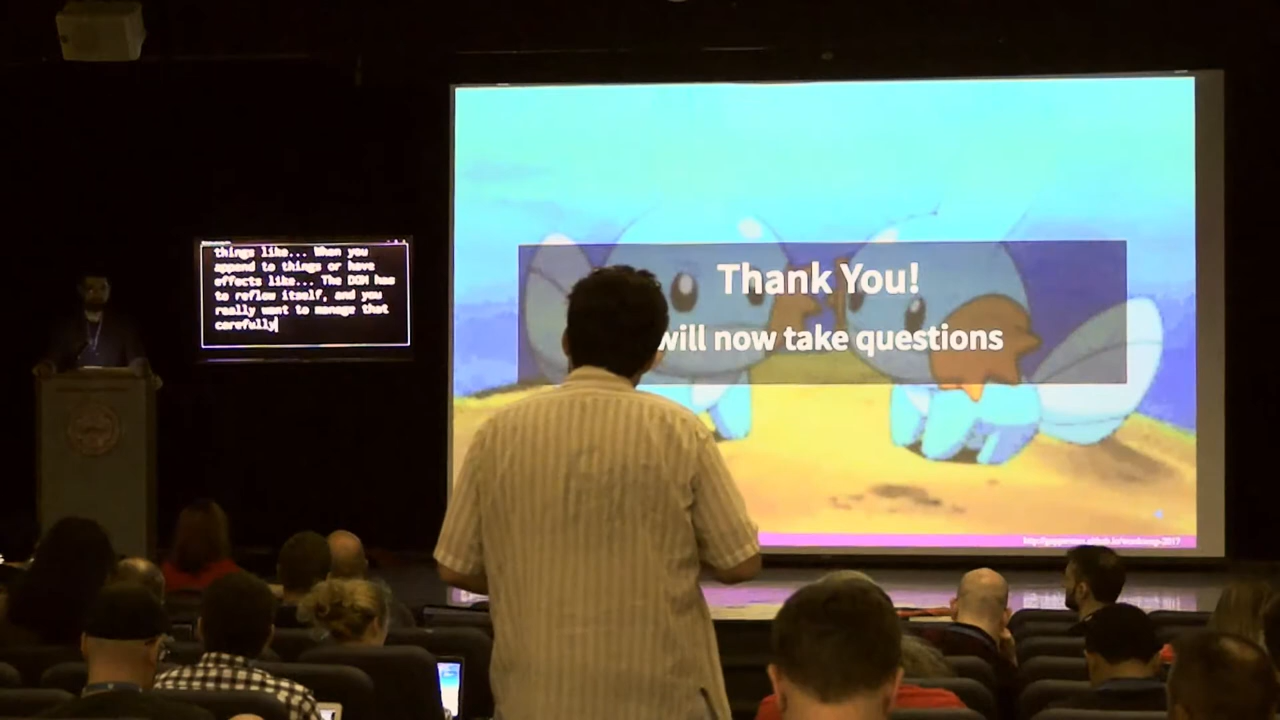 things like... When you
append to things or have
effects like... The DOM has
to reflow itself, and you
really want to manage that
carefully
Thank You!
will now take questions